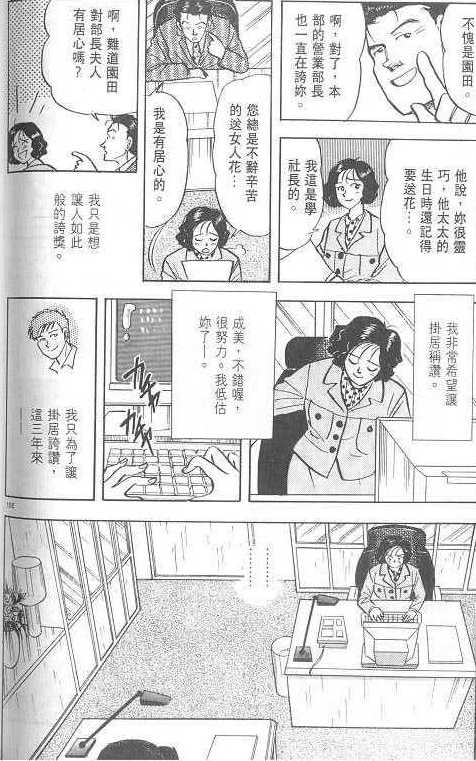 不愧是園田。
啊，對了，本
部的營業部長
也一直在誇妳。
他說，妳很靈
巧，他太太的
生日時還記得
要送花…。
我這是學
社長的。
您總是不辭辛苦
的送女人花…
我是有居心的。
啊，難道園田
對部長夫人
有居心嗎？
我只是想
讓人如此
般的誇獎。
我非常希望讓
掛居稱讚。
成美，不錯喔，
很努力。我低估
妳了—。
カチャ
カチャ
我只為了讓
掛居誇讚，
這三年來
—
…………